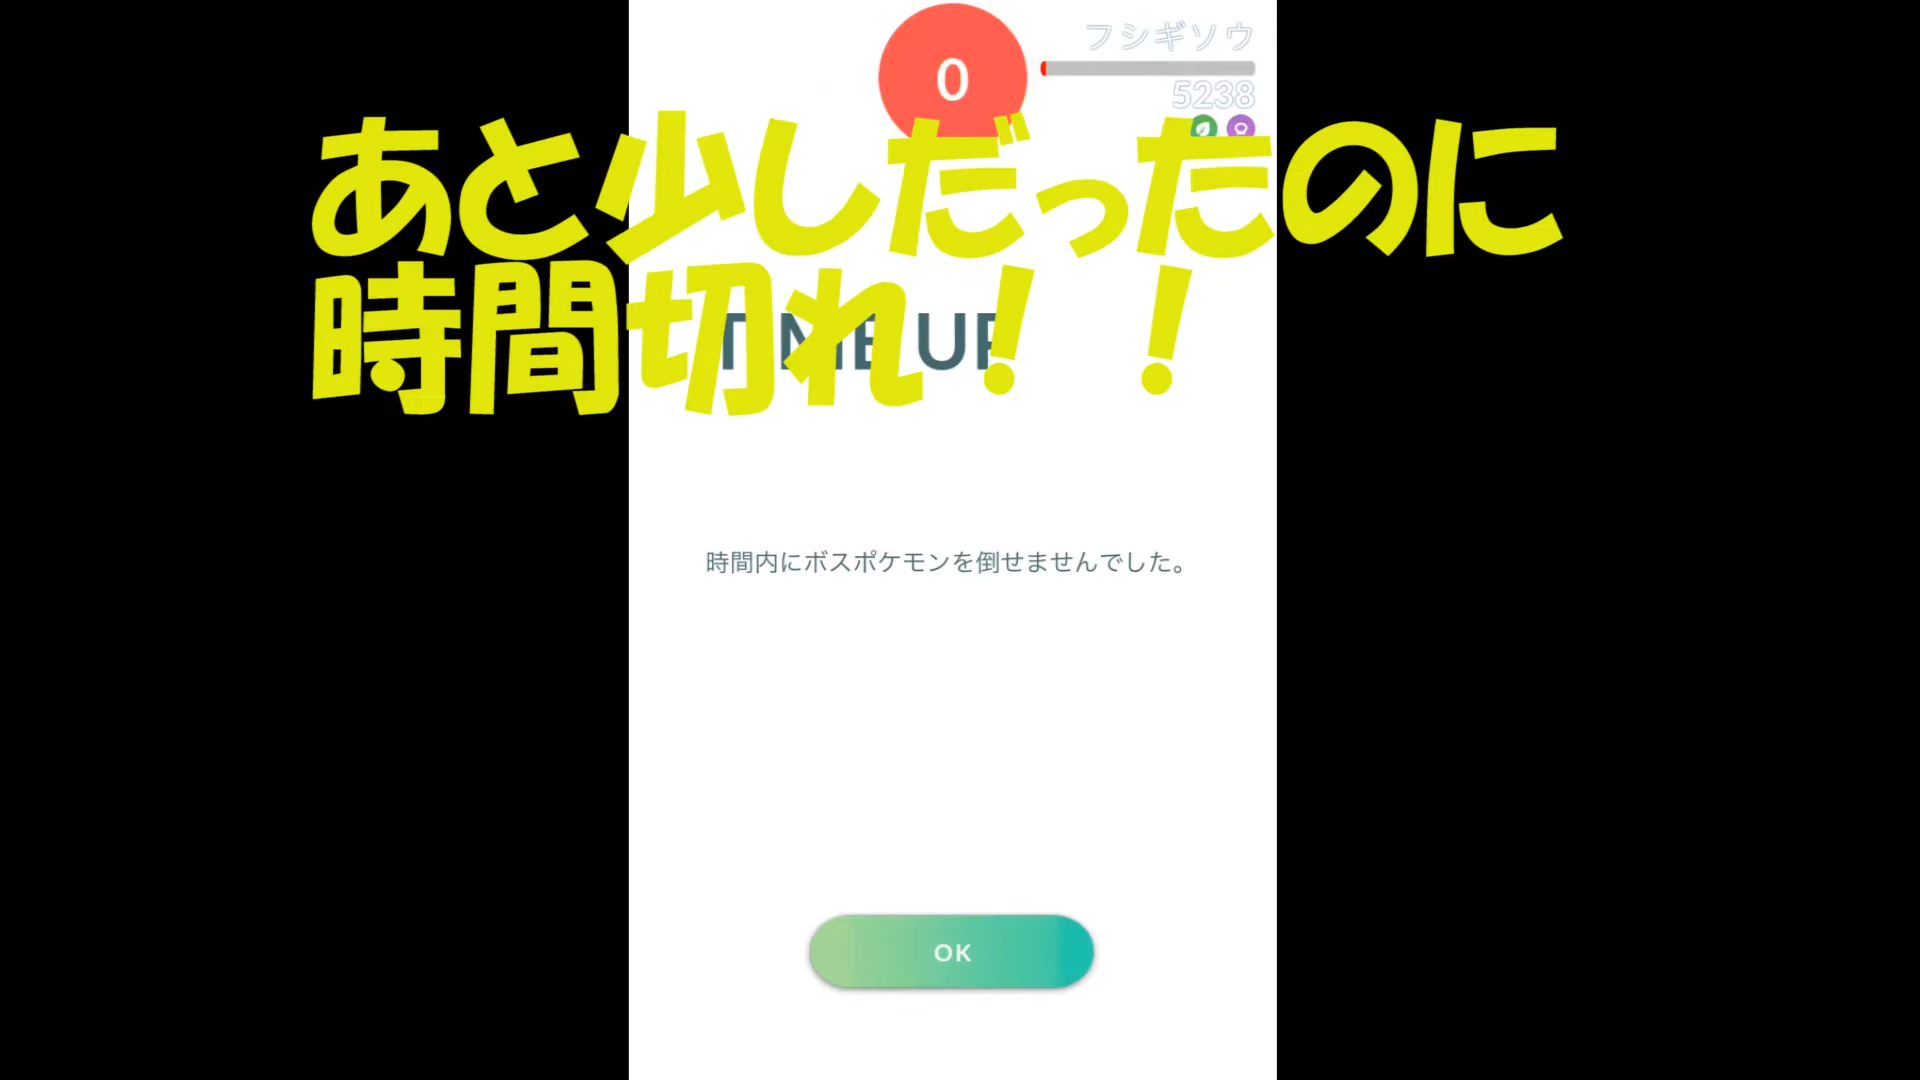 0
フシギソウ
5238
あと少しだったのに
時間切れ！！
TIME UP
時間内にボスポケモンを倒せませんでした。
OK